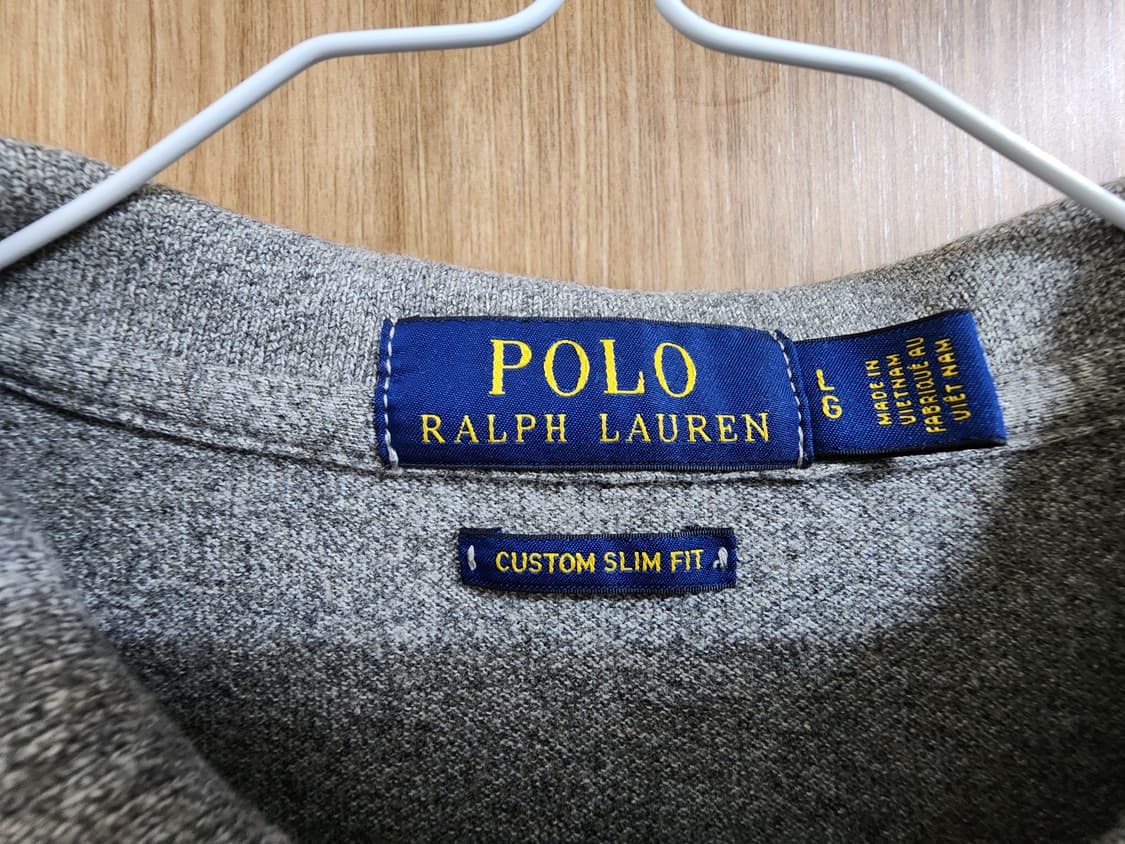 POLO
RALPH LAUREN
L
G
MADE IN
VIETNAM
FABRIQUÉ AU
VIÊT NAM
CUSTOM SLIM FIT